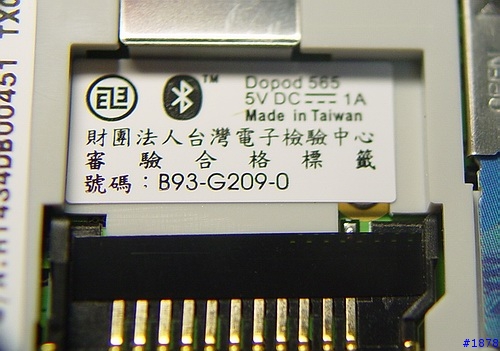 Dopod 565
5V DC 1A
TM
Made in Taiwan
財團法人台灣電子檢驗中心
審驗合格標籤
號碼：B93-G209-0
#1878